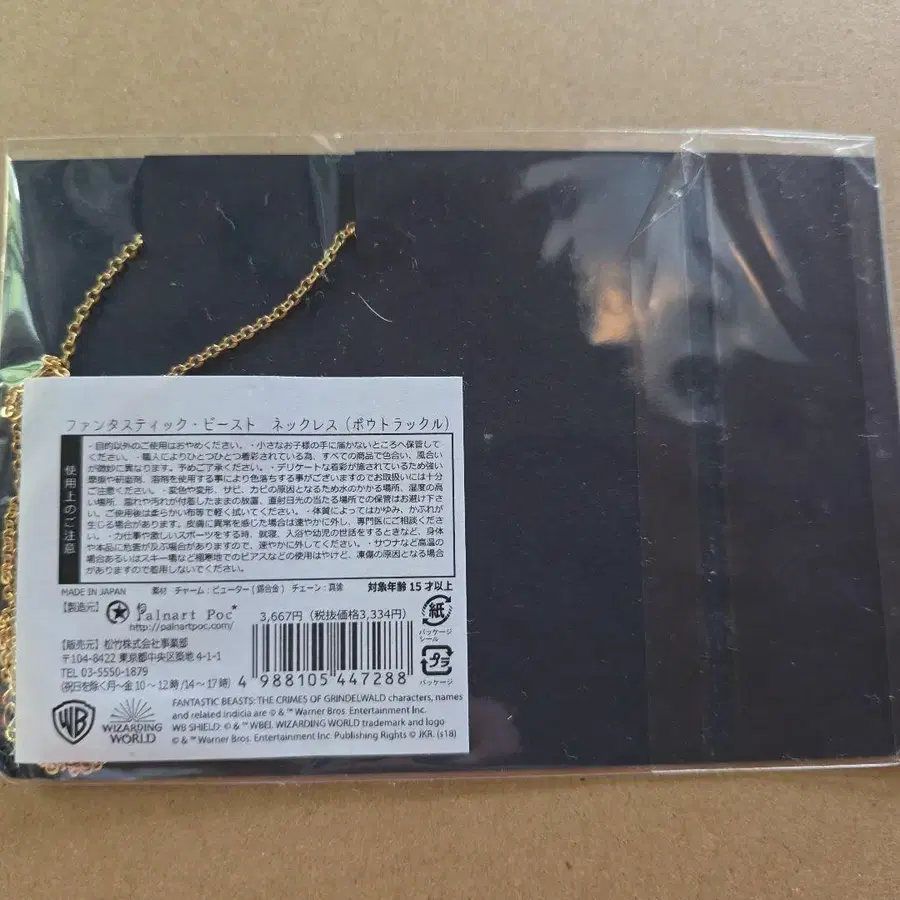 ファンタスティック・ビースト ネックレス（ボウトラックル）
使用上のご注意
・目的以外のご使用はおやめください。・小さなお子様の手に届かないところへ保管して
ください。・職人によりひとつひとつ着彩されている為、すべての商品で色合い、風合い
が微妙に異なります。予めご了承ください。・デリケートな着彩が施されているため強い
摩擦や研磨剤、溶剤を使用する事により色落ちする事がございますのでお取扱いには十分
ご注意ください。・変色や変形、サビ、カビの原因となるため水のかかる場所、湿度の高
い場所、濡れや汚れが付着したままの放置、直射日光の当たる場所での保管はお避け下さ
い。ご使用後は柔らかい布等で軽く拭いてください。・体質によってはかゆみ、かぶれが
生じる場合があります。皮膚に異常を感じた場合は速やかに外し、専門医にご相談くださ
い。・力仕事や激しいスポーツをする時、就寝、入浴や幼児の世話をするときなど、身体
や本品に危害が及ぶ場合がありますので、速やかに外してください。・サウナなど高温の
場合あるいはスキー場など極寒地でのピアスなどの使用はやけど、凍傷の原因となる場合
がありますので着用しないでください。
MADE IN JAPAN 素材 チャーム：ピューター（錫合金） チェーン：真鍮 対象年齢 15 才以上
【製造元】 Palnart Poc
http://palnartpoc.com/
3,667円（税抜価格3,334円）
紙
パッケージ
シール
プラ
パッケージ
【販売元】松竹株式会社事業部
〒104-8422 東京都中央区築地 4-1-1
TEL 03-5550-1879
(祝日を除く月～金 10～12時/14～17時)
4 988105 447288
WB
WIZARDING
WORLD
FANTASTIC BEASTS: THE CRIMES OF GRINDELWALD characters, names
and related indicia are © & ™ Warner Bros. Entertainment Inc.
WB SHIELD: © & ™ WBEI. WIZARDING WORLD trademark and logo
© & ™ Warner Bros. Entertainment Inc. Publishing Rights © JKR. (s18)